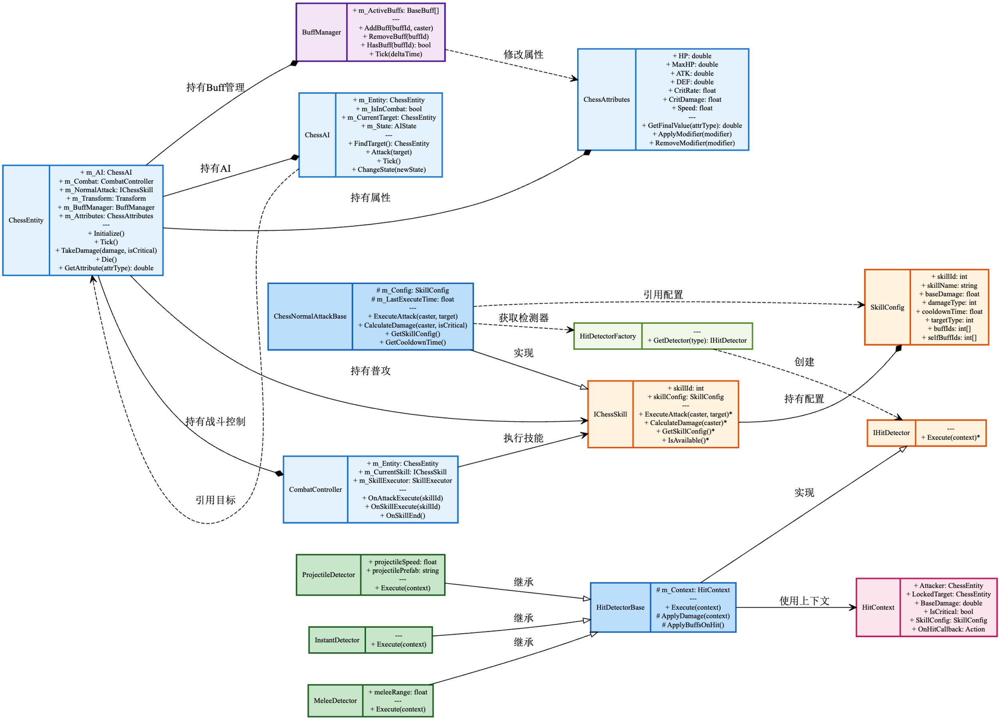 BuffManager
+ m_ActiveBuffs: BaseBuff[]
---
+ AddBuff(buffId, caster)
+ RemoveBuff(buffId)
+ HasBuff(buffId): bool
+ Tick(deltaTime)
修改属性
ChessAttributes
+ HP: double
+ MaxHP: double
+ ATK: double
+ DEF: double
+ CritRate: float
+ CritDamage: float
+ Speed: float
---
+ GetFinalValue(attrType): double
+ ApplyModifier(modifier)
+ RemoveModifier(modifier)
持有Buff管理
ChessAI
+ m_Entity: ChessEntity
+ m_IsInCombat: bool
+ m_CurrentTarget: ChessEntity
+ m_State: AIState
---
+ FindTarget(): ChessEntity
+ Attack(target)
+ Tick()
+ ChangeState(newState)
持有AI
持有属性
ChessEntity
+ m_AI: ChessAI
+ m_Combat: CombatController
+ m_NormalAttack: IChessSkill
+ m_Transform: Transform
+ m_BuffManager: BuffManager
+ m_Attributes: ChessAttributes
---
+ Initialize()
+ Tick()
+ TakeDamage(damage, isCritical)
+ Die()
+ GetAttribute(attrType): double
ChessNormalAttackBase
# m_Config: SkillConfig
# m_LastExecuteTime: float
---
+ ExecuteAttack(caster, target)
+ CalculateDamage(caster, isCritical)
+ GetSkillConfig()
+ GetCooldownTime()
引用配置
获取检测器
实现
SkillConfig
+ skillId: int
+ skillName: string
+ baseDamage: float
+ damageType: int
+ cooldownTime: float
+ targetType: int
+ buffIds: int[]
+ selfBuffIds: int[]
HitDetectorFactory
---
+ GetDetector(type): IHitDetector
创建
持有普攻
IChessSkill
+ skillId: int
+ skillConfig: SkillConfig
---
+ ExecuteAttack(caster, target)*
+ CalculateDamage(caster)*
+ GetSkillConfig()*
+ IsAvailable()*
持有配置
IHitDetector
---
+ Execute(context)*
持有战斗控制
执行技能
CombatController
+ m_Entity: ChessEntity
+ m_CurrentSkill: IChessSkill
+ m_SkillExecutor: SkillExecutor
---
+ OnAttackExecute(skillId)
+ OnSkillExecute(skillId)
+ OnSkillEnd()
引用目标
实现
ProjectileDetector
+ projectileSpeed: float
+ projectilePrefab: string
---
+ Execute(context)
继承
HitDetectorBase
# m_Context: HitContext
---
+ Execute(context)
# ApplyDamage(context)
# ApplyBuffsOnHit()
使用上下文
HitContext
+ Attacker: ChessEntity
+ LockedTarget: ChessEntity
+ BaseDamage: double
+ IsCritical: bool
+ SkillConfig: SkillConfig
+ OnHitCallback: Action
InstantDetector
---
+ Execute(context)
继承
继承
MeleeDetector
+ meleeRange: float
---
+ Execute(context)